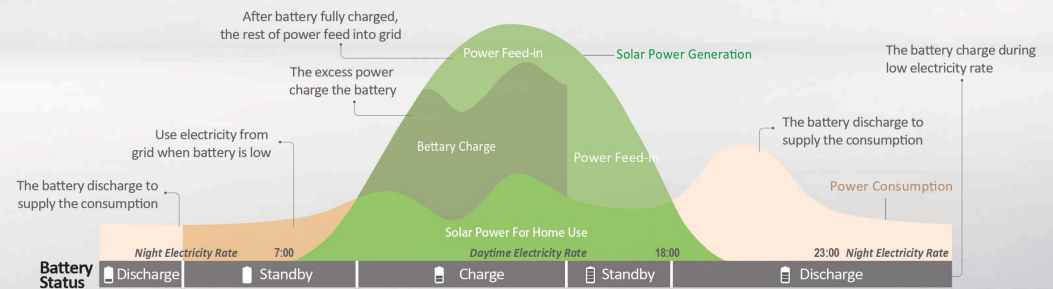 After battery fully charged,
the rest of power feed into grid
Power Feed-in
Solar Power Generation
The battery charge during
low electricity rate
The excess power
charge the battery
Use electricity from
grid when battery is low
Bettary Charge
Power Feed-in
The battery discharge to
supply the consumption
The battery discharge to
supply the consumption
Power Consumption
Solar Power For Home Use
Night Electricity Rate
7:00
Daytime Electricity Rate
18:00
23:00 Night Electricity Rate
Battery
Status
Discharge
Standby
Charge
Standby
Discharge